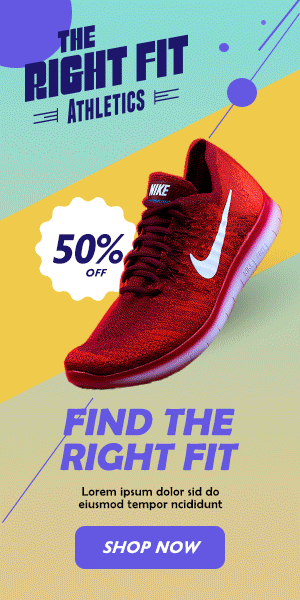 THE
RIGHT FIT
ATHLETICS
NIKE
50%
OFF
FIND THE
RIGHT FIT
Lorem ipsum dolor sid do
eiusmod tempor ncididunt
SHOP NOW